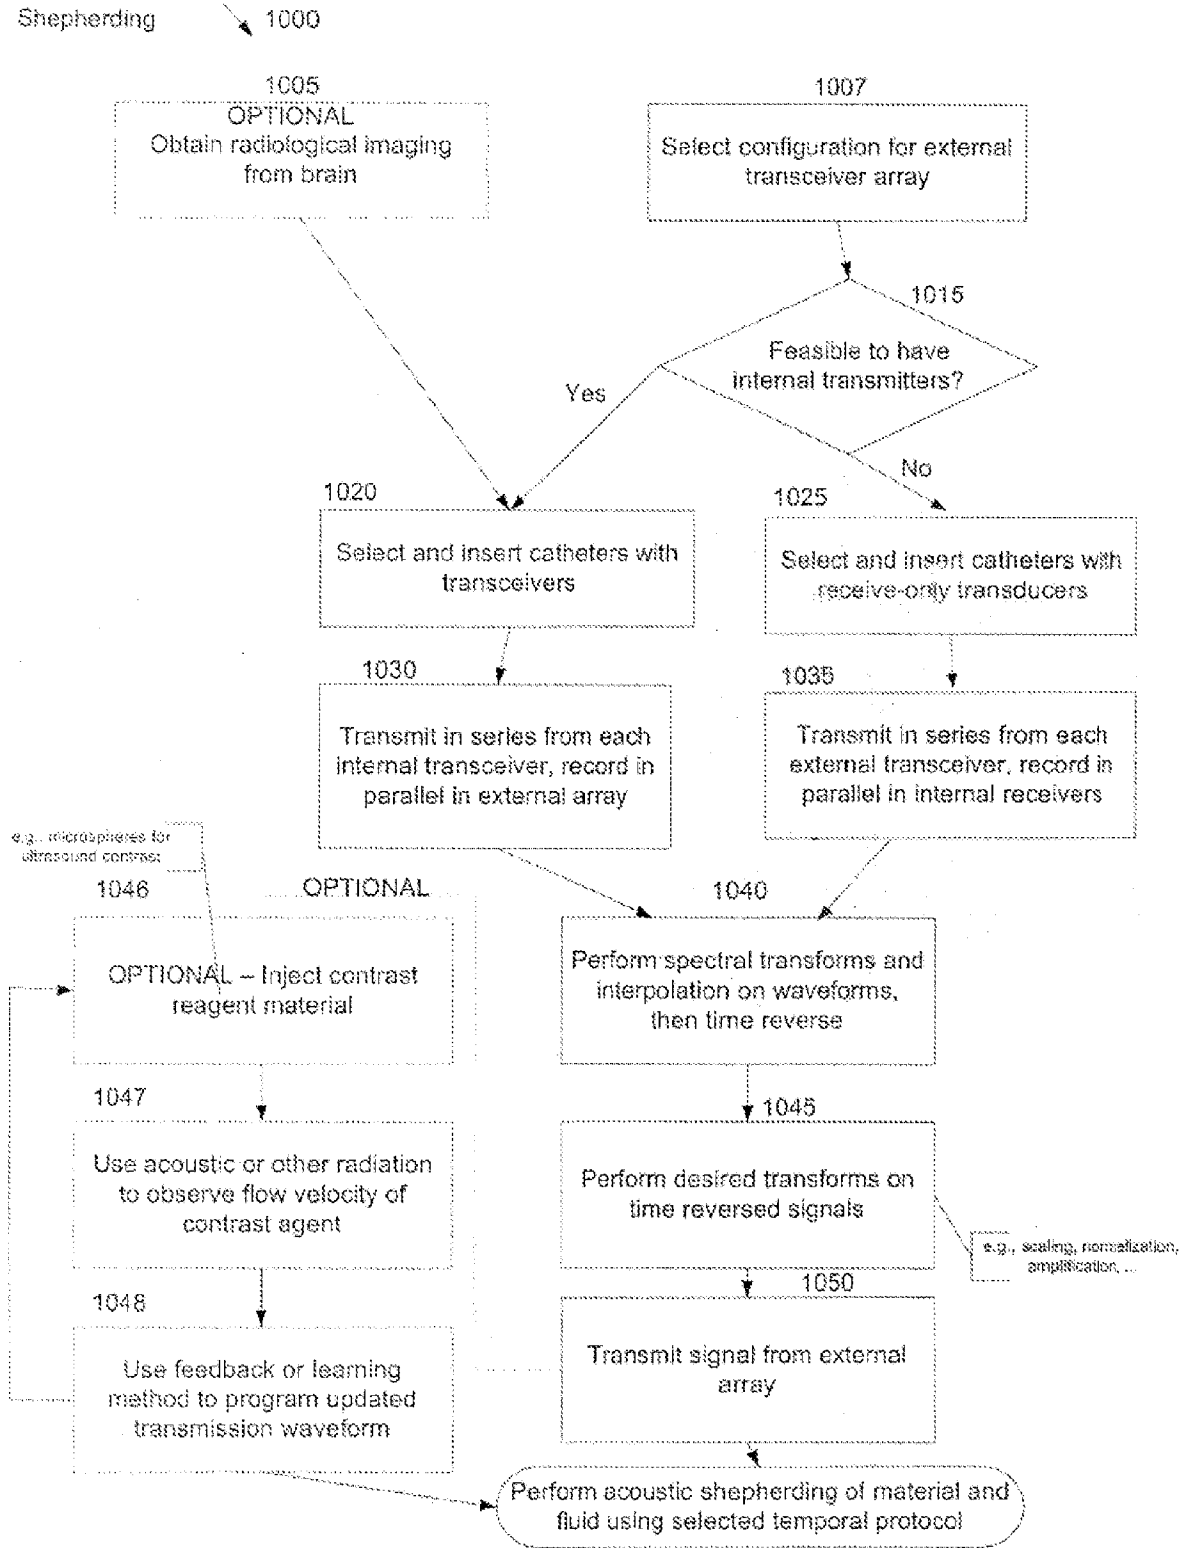 Shepherding
1000
1005
OPTIONAL
Obtain radiological imaging
from brain
1007
Select configuration for external
transceiver array
1015
Feasible to have
internal transmitters?
Yes
No
1020
Select and insert catheters with
transceivers
1025
Select and insert catheters with
receive-only transducers
1030
Transmit in series from each
internal transceiver, record in
parallel in external array
1035
Transmit in series from each
external transceiver, record in
parallel in internal receivers
e.g., microspheres for
ultrasound contrast
1046
OPTIONAL
OPTIONAL – Inject contrast
reagent material
1040
Perform spectral transforms and
interpolation on waveforms,
then time reverse
1047
Use acoustic or other radiation
to observe flow velocity of
contrast agent
1045
Perform desired transforms on
time reversed signals
e.g., scaling, normalization,
amplification, ...
1048
Use feedback or learning
method to program updated
transmission waveform
1050
Transmit signal from external
array
Perform acoustic shepherding of material and
fluid using selected temporal protocol